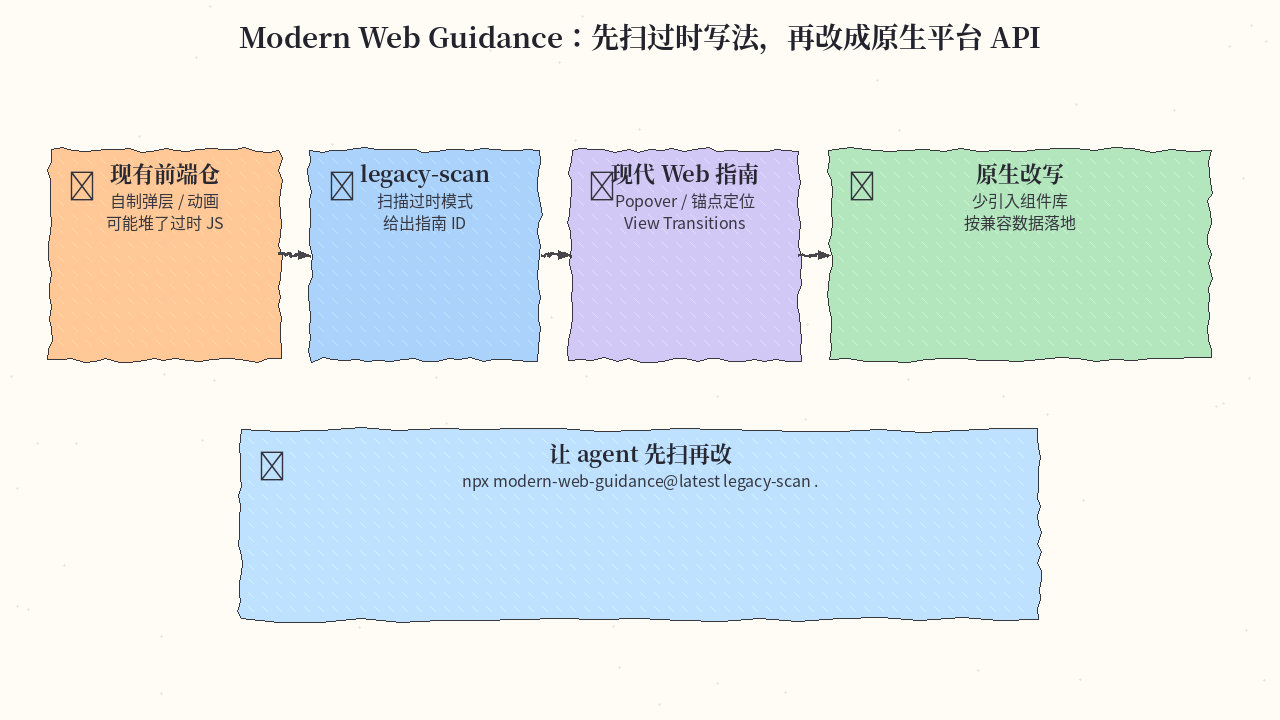 Modern Web Guidance：先扫过时写法，再改成原生平台 API
现有前端仓
自制弹层 / 动画
可能堆了过时 JS
legacy-scan
扫描过时模式
给出指南 ID
现代 Web 指南
Popover / 锚点定位
View Transitions
原生改写
少引入组件库
按兼容数据落地
让 agent 先扫再改
npx modern-web-guidance@latest legacy-scan .